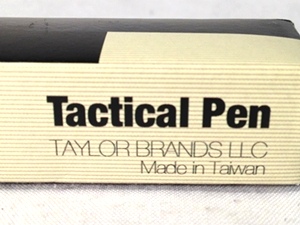 Tactical Pen
TAYLOR BRANDS LLC
Made in Taiwan